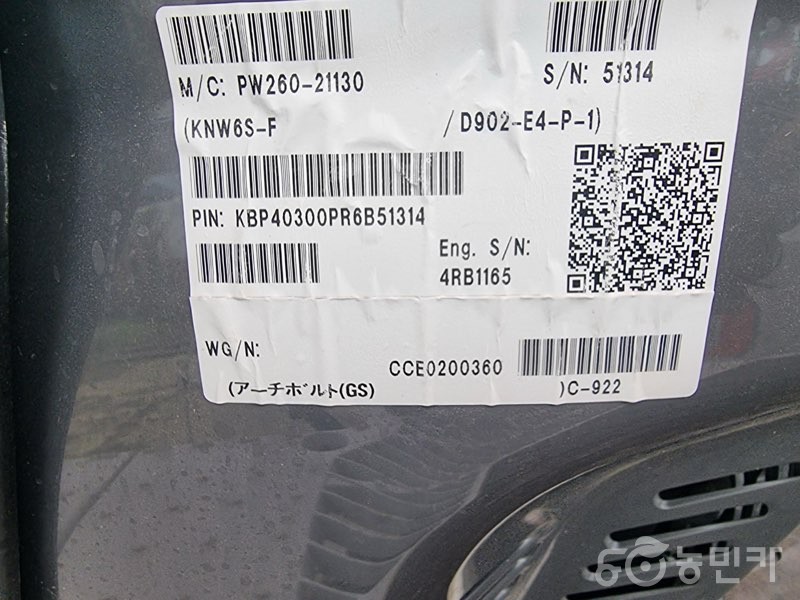 M/C: PW260-21130 S/N: 51314
(KNW6S-F /D902-E4-P-1)
PIN: KBP40300PR6B51314
Eng. S/N:
4RB1165
WG/N:
CCE0200360
(アーチボルト(GS) )C-922
농민카